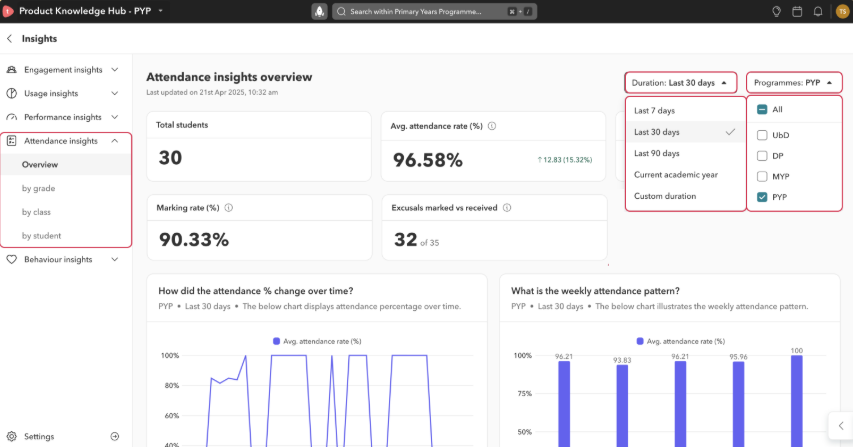 Product Knowledge Hub - PYP
Search within Primary Years Programme...
⌘ + /
TS
Insights
Engagement insights
Usage insights
Performance insights
Attendance insights
Overview
by grade
by class
by student
Behaviour insights
Settings
Attendance insights overview
Last updated on 21st Apr 2025, 10:32 am
Duration: Last 30 days
Programmes: PYP
Last 7 days
Last 30 days
Last 90 days
Current academic year
Custom duration
All
UbD
DP
MYP
PYP
Total students
30
Avg. attendance rate (%)
96.58%
↑ 12.83 (15.32%)
Marking rate (%)
90.33%
Excusals marked vs received
32 of 35
How did the attendance % change over time?
PYP • Last 30 days • The below chart displays attendance percentage over time.
Avg. attendance rate (%)
100%
80%
60%
40%
What is the weekly attendance pattern?
PYP • Last 30 days • The below chart illustrates the weekly attendance pattern.
Avg. attendance rate (%)
100%
75%
50%
96.21
93.83
96.21
95.96
100